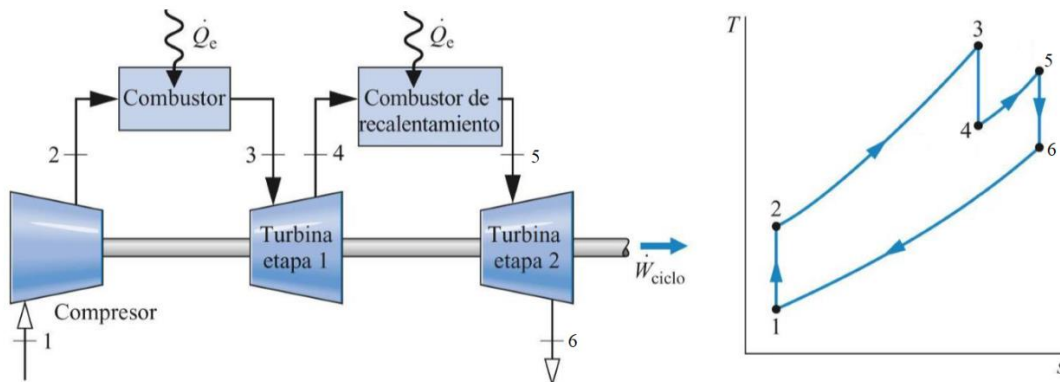 Q̇e
Q̇e
Combustor
Combustor de
recalentamiento
2
3
4
5
Turbina
etapa 1
Turbina
etapa 2
Ẇciclo
Compresor
1
6
T
3
5
4
6
2
1
s